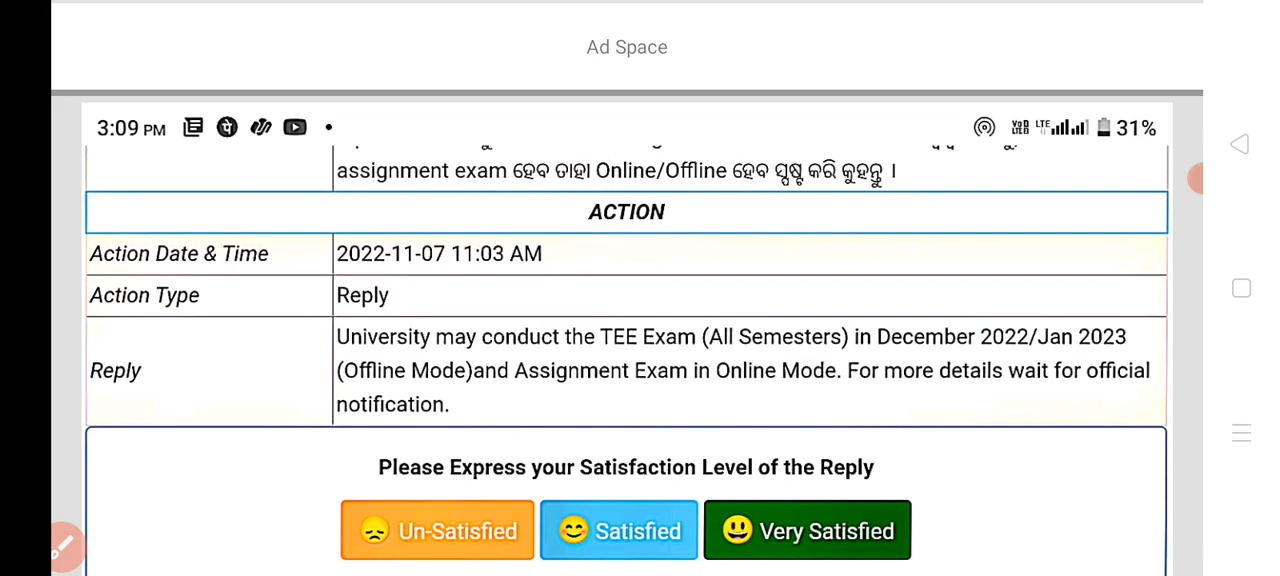 Ad Space
3:09 PM
31%
assignment exam ହେବ ତାହା Online/Offline ହେବ ସ୍ପଷ୍ଟ କରି କୁହନ୍ତୁ ।
ACTION
Action Date & Time 2022-11-07 11:03 AM
Action Type Reply
Reply University may conduct the TEE Exam (All Semesters) in December 2022/Jan 2023
(Offline Mode)and Assignment Exam in Online Mode. For more details wait for official
notification.
Please Express your Satisfaction Level of the Reply
Un-Satisfied Satisfied Very Satisfied